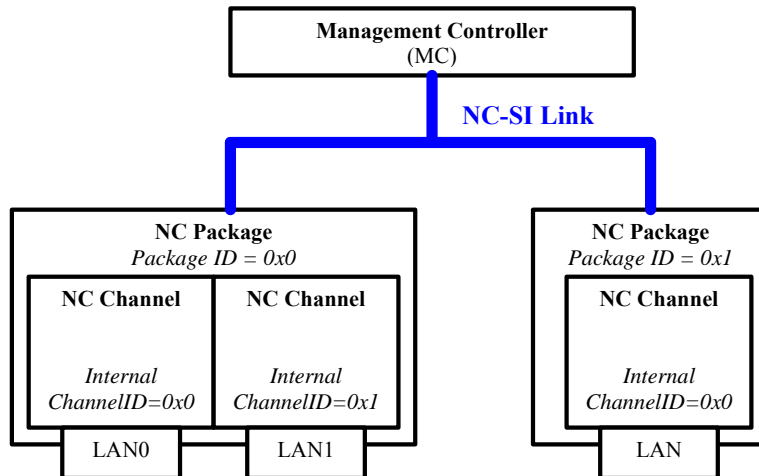 Management Controller
(MC)
NC-SI Link
NC Package
Package ID = 0x0
NC Channel
Internal
ChannelID=0x0
LAN0
NC Channel
Internal
ChannelID=0x1
LAN1
NC Package
Package ID = 0x1
NC Channel
Internal
ChannelID=0x0
LAN